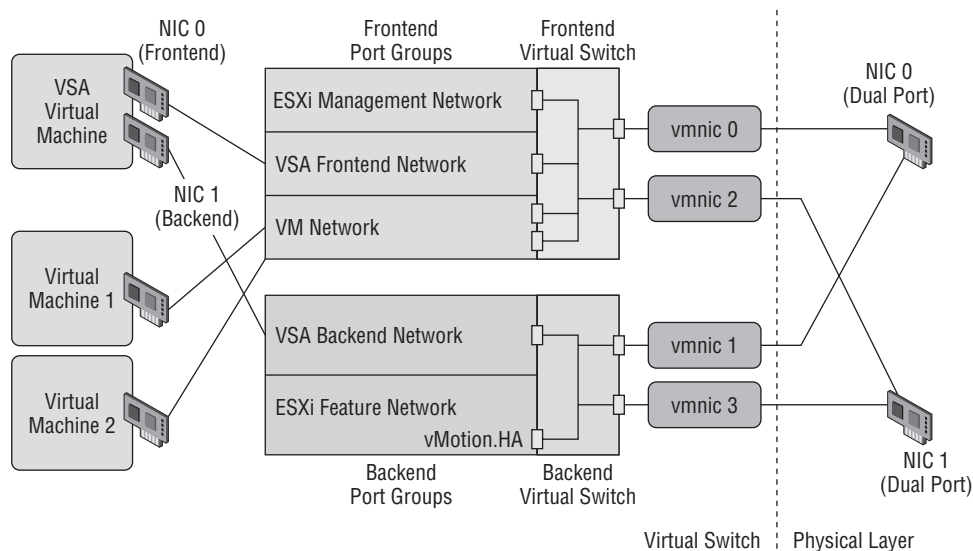 NIC 0
(Frontend)
Frontend
Port Groups
Frontend
Virtual Switch
VSA
Virtual
Machine
ESXi Management Network
VSA Frontend Network
VM Network
vmnic 0
vmnic 2
NIC 0
(Dual Port)
NIC 1
(Backend)
Virtual
Machine 1
Virtual
Machine 2
VSA Backend Network
ESXi Feature Network
vMotion.HA
vmnic 1
vmnic 3
NIC 1
(Dual Port)
Backend
Port Groups
Backend
Virtual Switch
Virtual Switch
Physical Layer